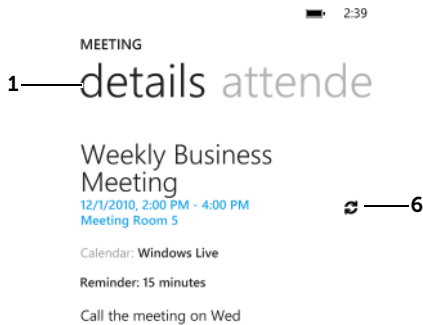 2:39
MEETING
1
details attende
Weekly Business
Meeting
12/1/2010, 2:00 PM - 4:00 PM
Meeting Room 5
6
Calendar: Windows Live
Reminder: 15 minutes
Call the meeting on Wed